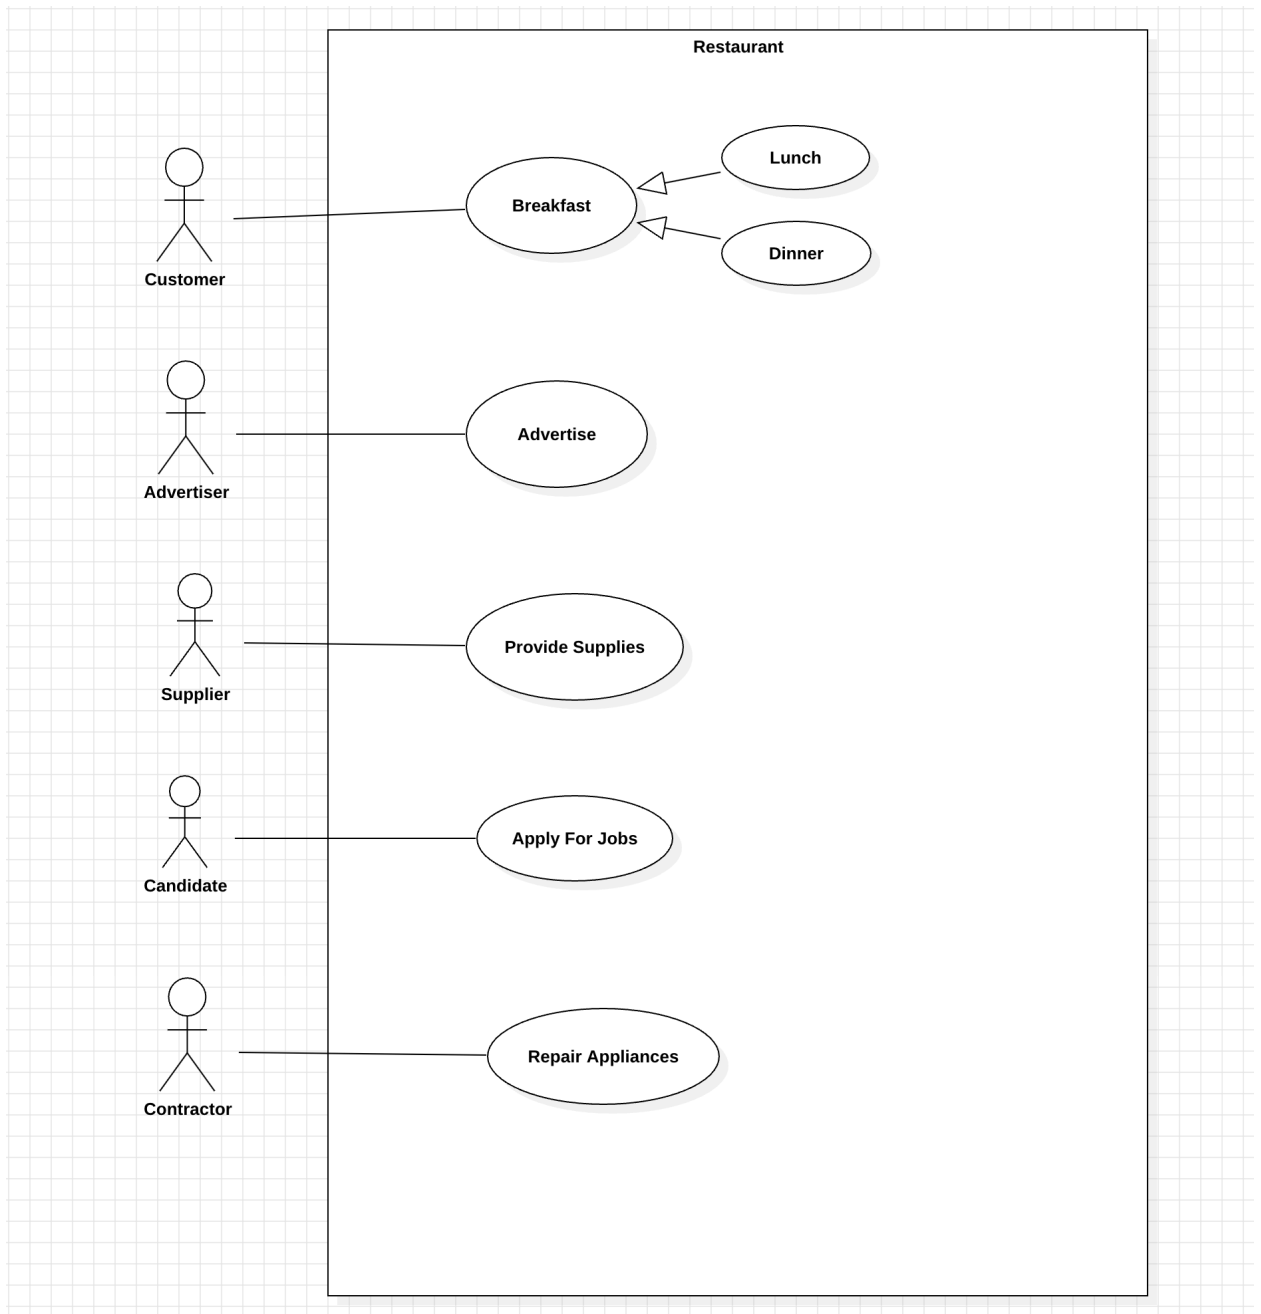 Restaurant
Lunch
Breakfast
Dinner
Customer
Advertise
Advertiser
Provide Supplies
Supplier
Apply For Jobs
Candidate
Repair Appliances
Contractor